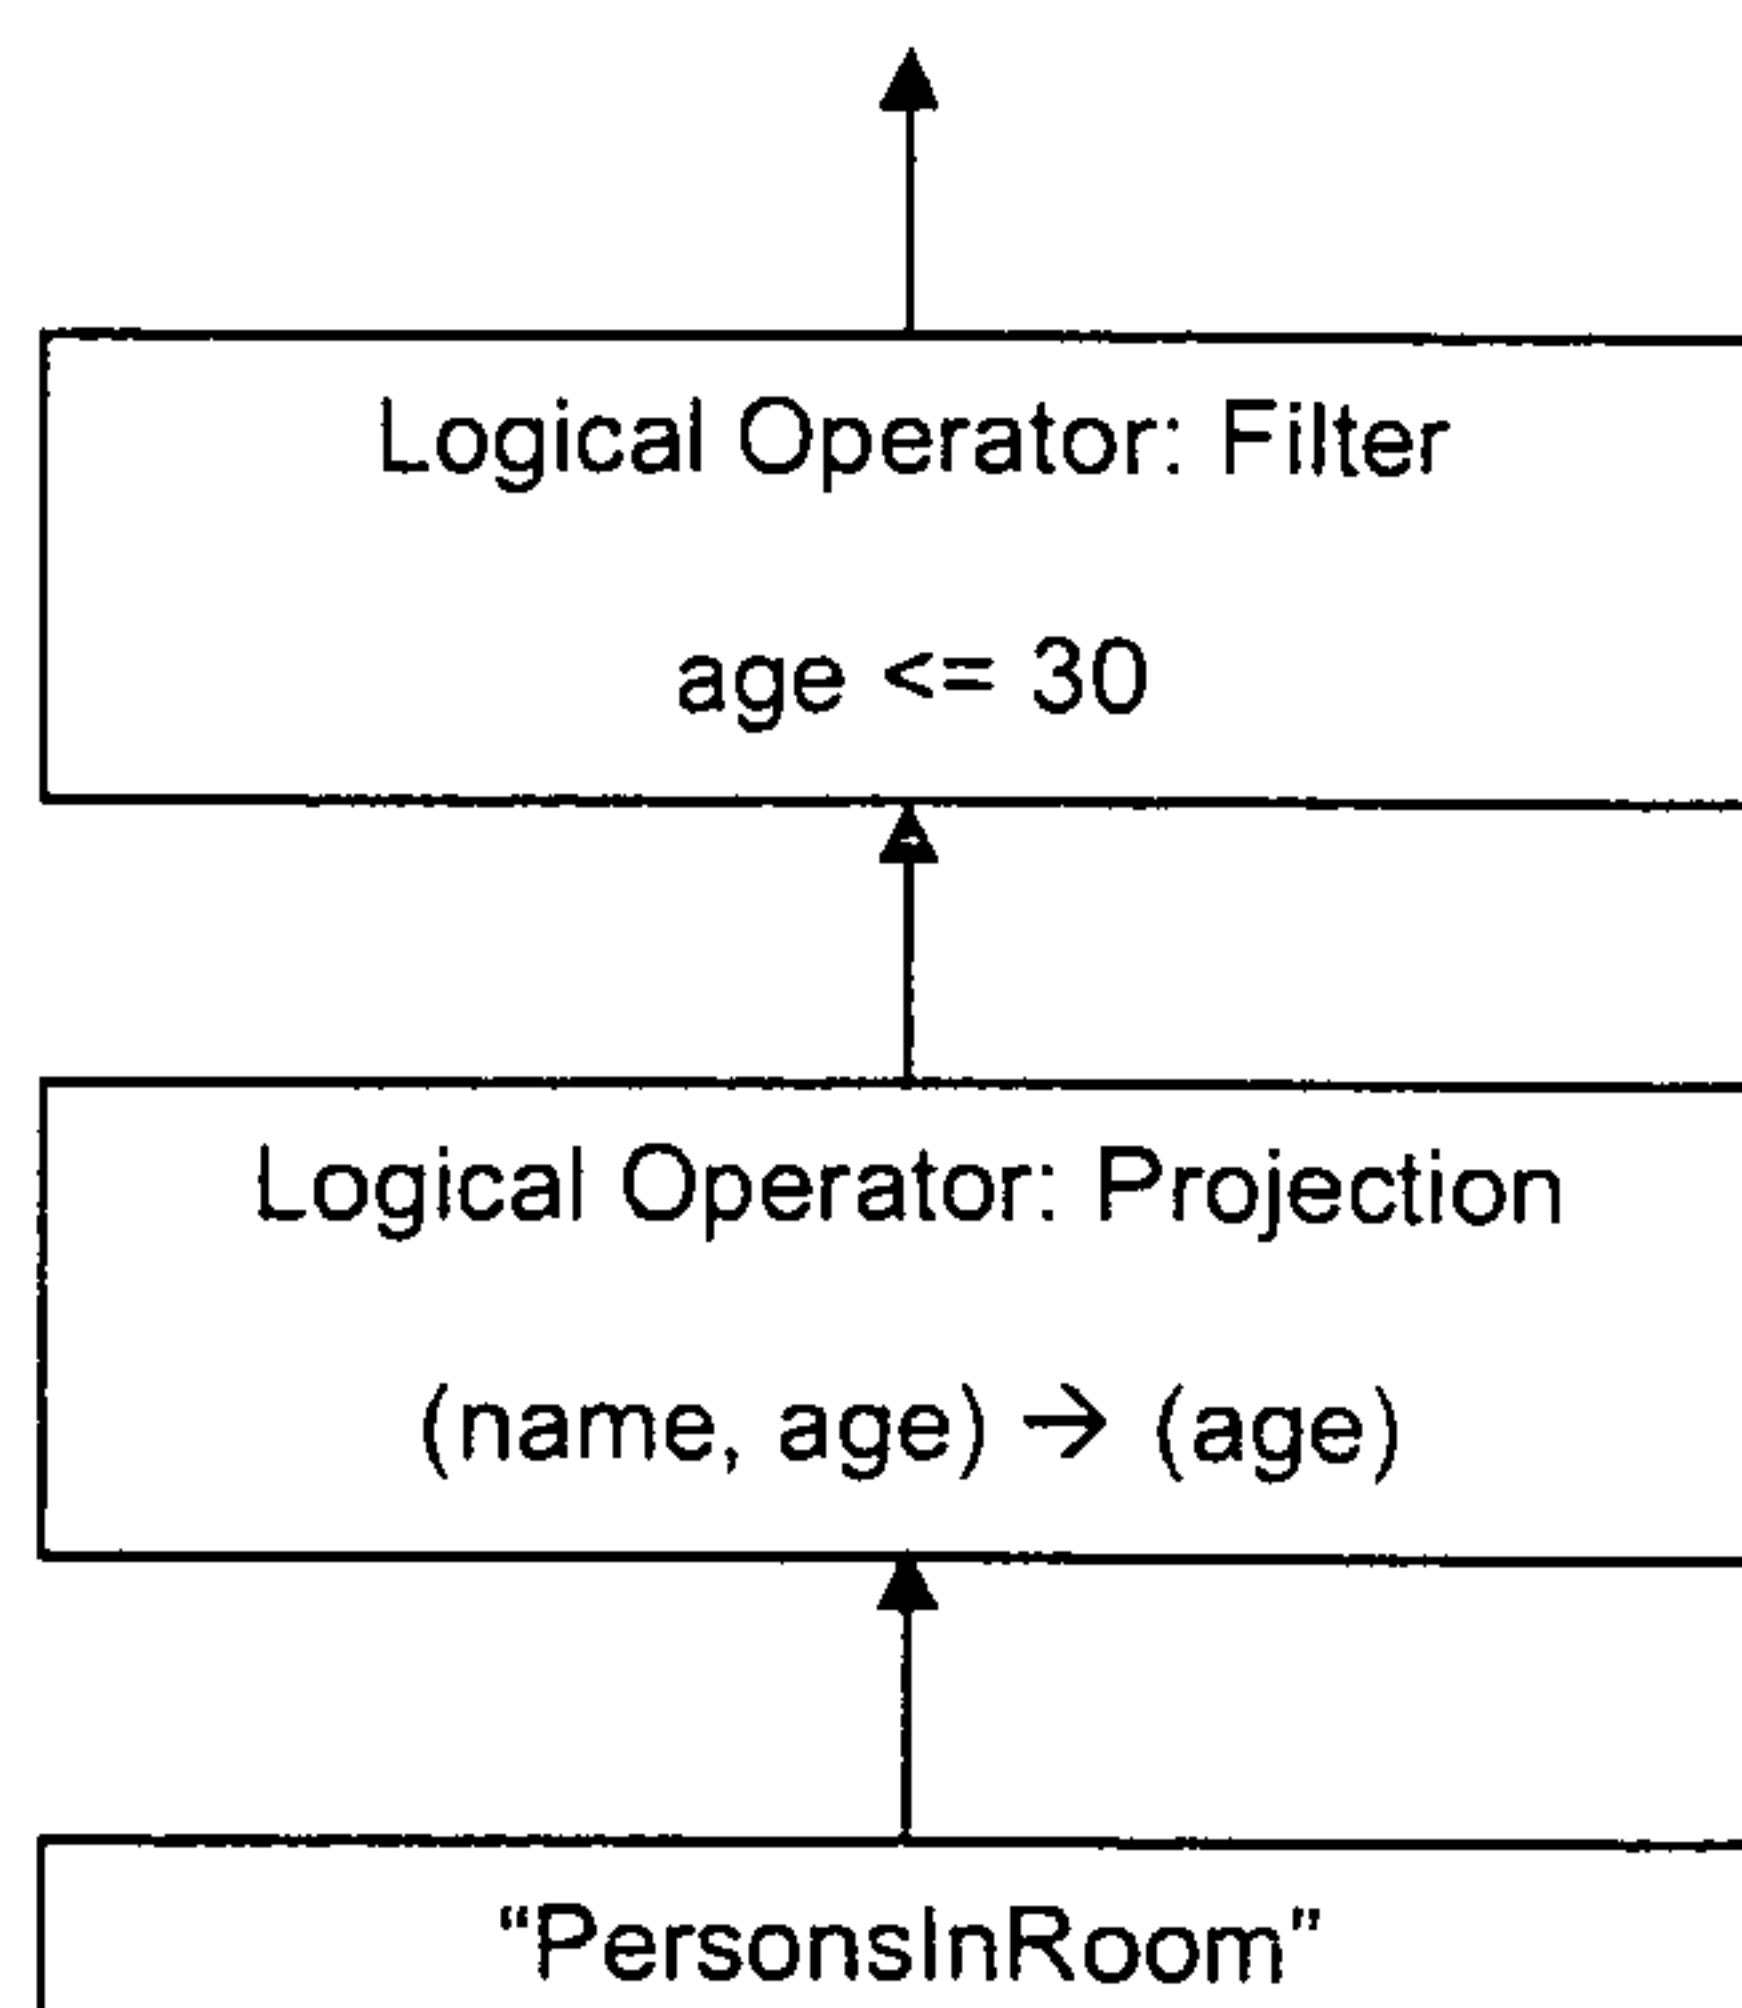 Logical Operator: Filter
age <= 30
Logical Operator: Projection
(name, age) → (age)
“PersonsInRoom”